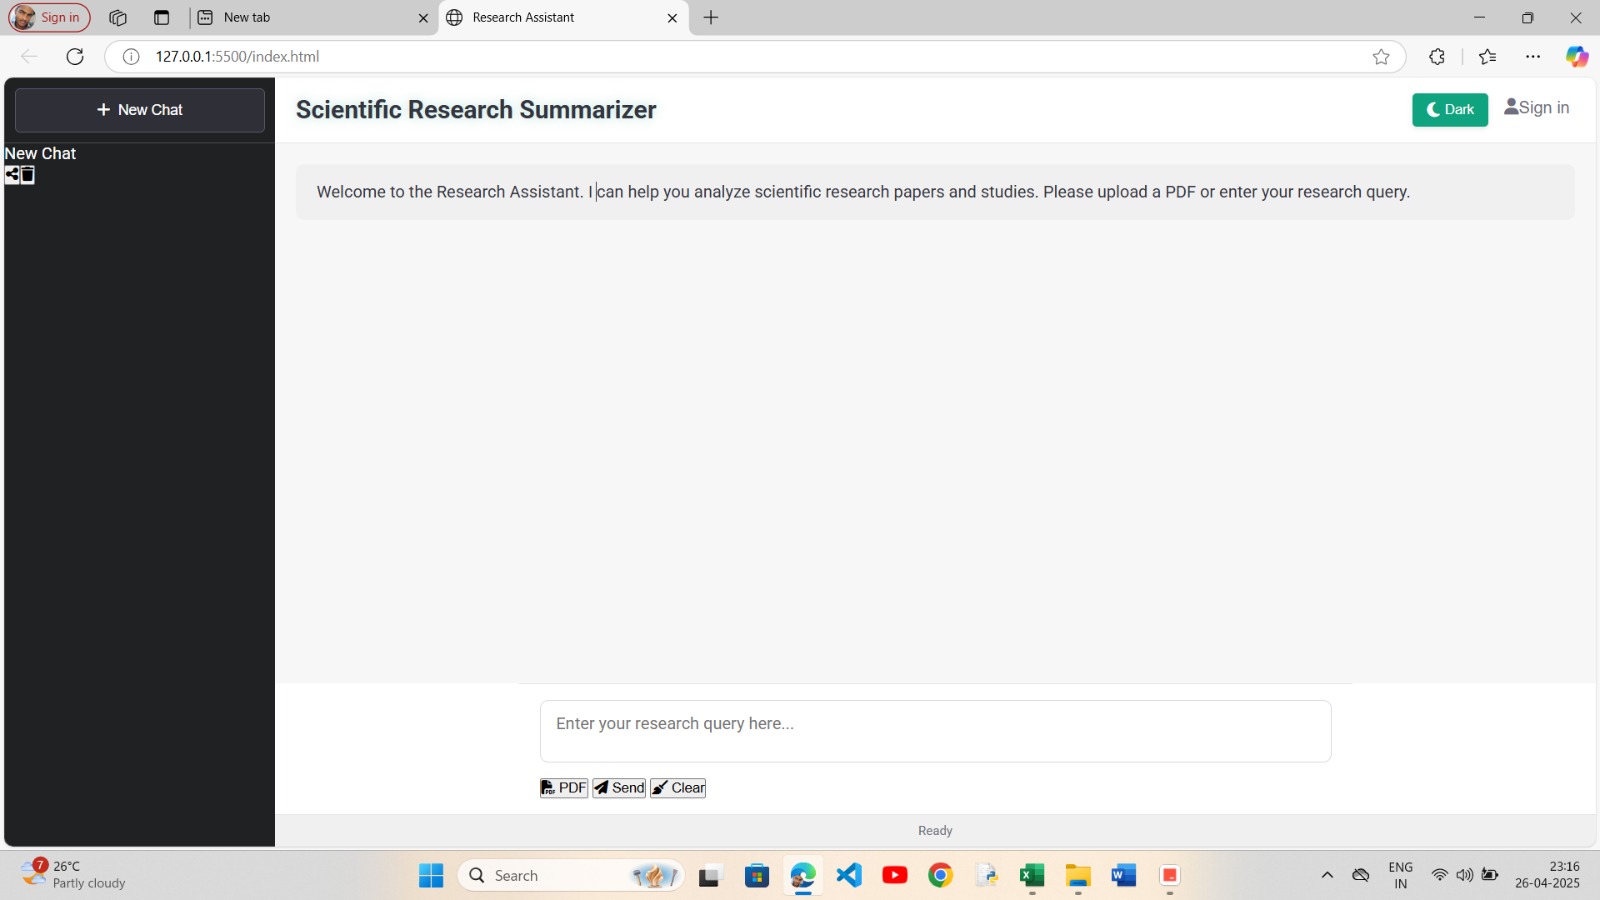 Sign in
New tab
Research Assistant
127.0.0.1:5500/index.html
New Chat
Scientific Research Summarizer
Dark
Sign in
New Chat
Welcome to the Research Assistant. I can help you analyze scientific research papers and studies. Please upload a PDF or enter your research query.
Enter your research query here...
PDF
Send
Clear
Ready
7
26°C
Partly cloudy
Search
ENG
IN
23:16
26-04-2025